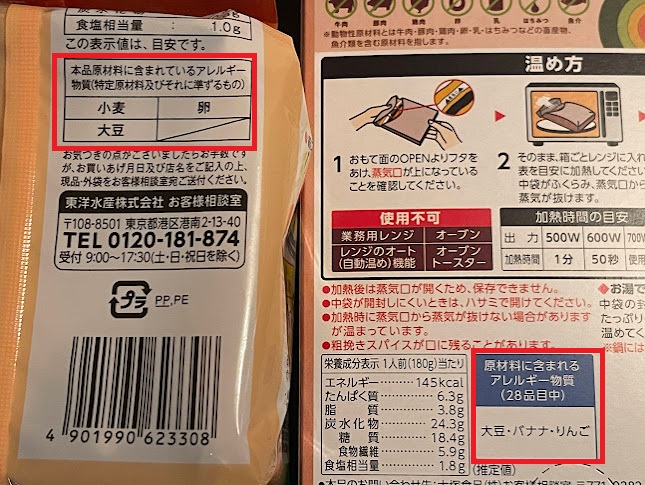 食塩相当量 : 1.0g
この表示値は、目安です。
本品原材料に含まれているアレルギー
物質(特定原材料及びそれに準ずるもの)
小麦 卵
大豆
お気づきの点がございましたらお手数です
が、お買いあげ月日及び店名をご記入の上、
現品・外袋をお客様相談室宛ご送付ください。
東洋水産株式会社 お客様相談室
〒108-8501 東京都港区港南2-13-40
TEL 0120-181-874
受付 9:00〜17:30(土・日・祝日を除く)
プラ PP,PE
4 901990 623308
牛肉 豚肉 鶏肉 卵 乳 はちみつ 魚介
※動物性原材料とは牛肉・豚肉・鶏肉・卵・乳・はちみつなどの畜産物、
魚介類を含む原材料を指します。
温め方
1 おもて面のOPENよりフタを
あけ、蒸気口が上になっている
ことを確認してください。
2 そのまま、箱ごとレンジに入れ
表を目安に加熱してください
中袋がふくらみ、蒸気口から
蒸気が抜けます。
使用不可
業務用レンジ オーブン
レンジのオート
(自動温め)機能 オーブン
トースター
加熱時間の目安
出力 500W 600W 700W
加熱時間 1分 50秒
●加熱後は蒸気口が開くため、保存できません。
●中袋が開封しにくいときは、ハサミで開けてください。
●加熱時に蒸気口から蒸気が抜けない場合があります
が温まっています。
●粗挽きスパイスが口に残ることがあります。
◆お湯で
中袋の封
たっぷり
温めてく
※鍋には
栄養成分表示 1人前(180g)当たり
エネルギー………145kcal
たんぱく質………6.3g
脂質………3.8g
炭水化物………24.3g
糖質………18.4g
食物繊維………5.9g
食塩相当量………1.8g (推定値)
原材料に含まれる
アレルギー物質
(28品目中)
大豆・バナナ・りんご